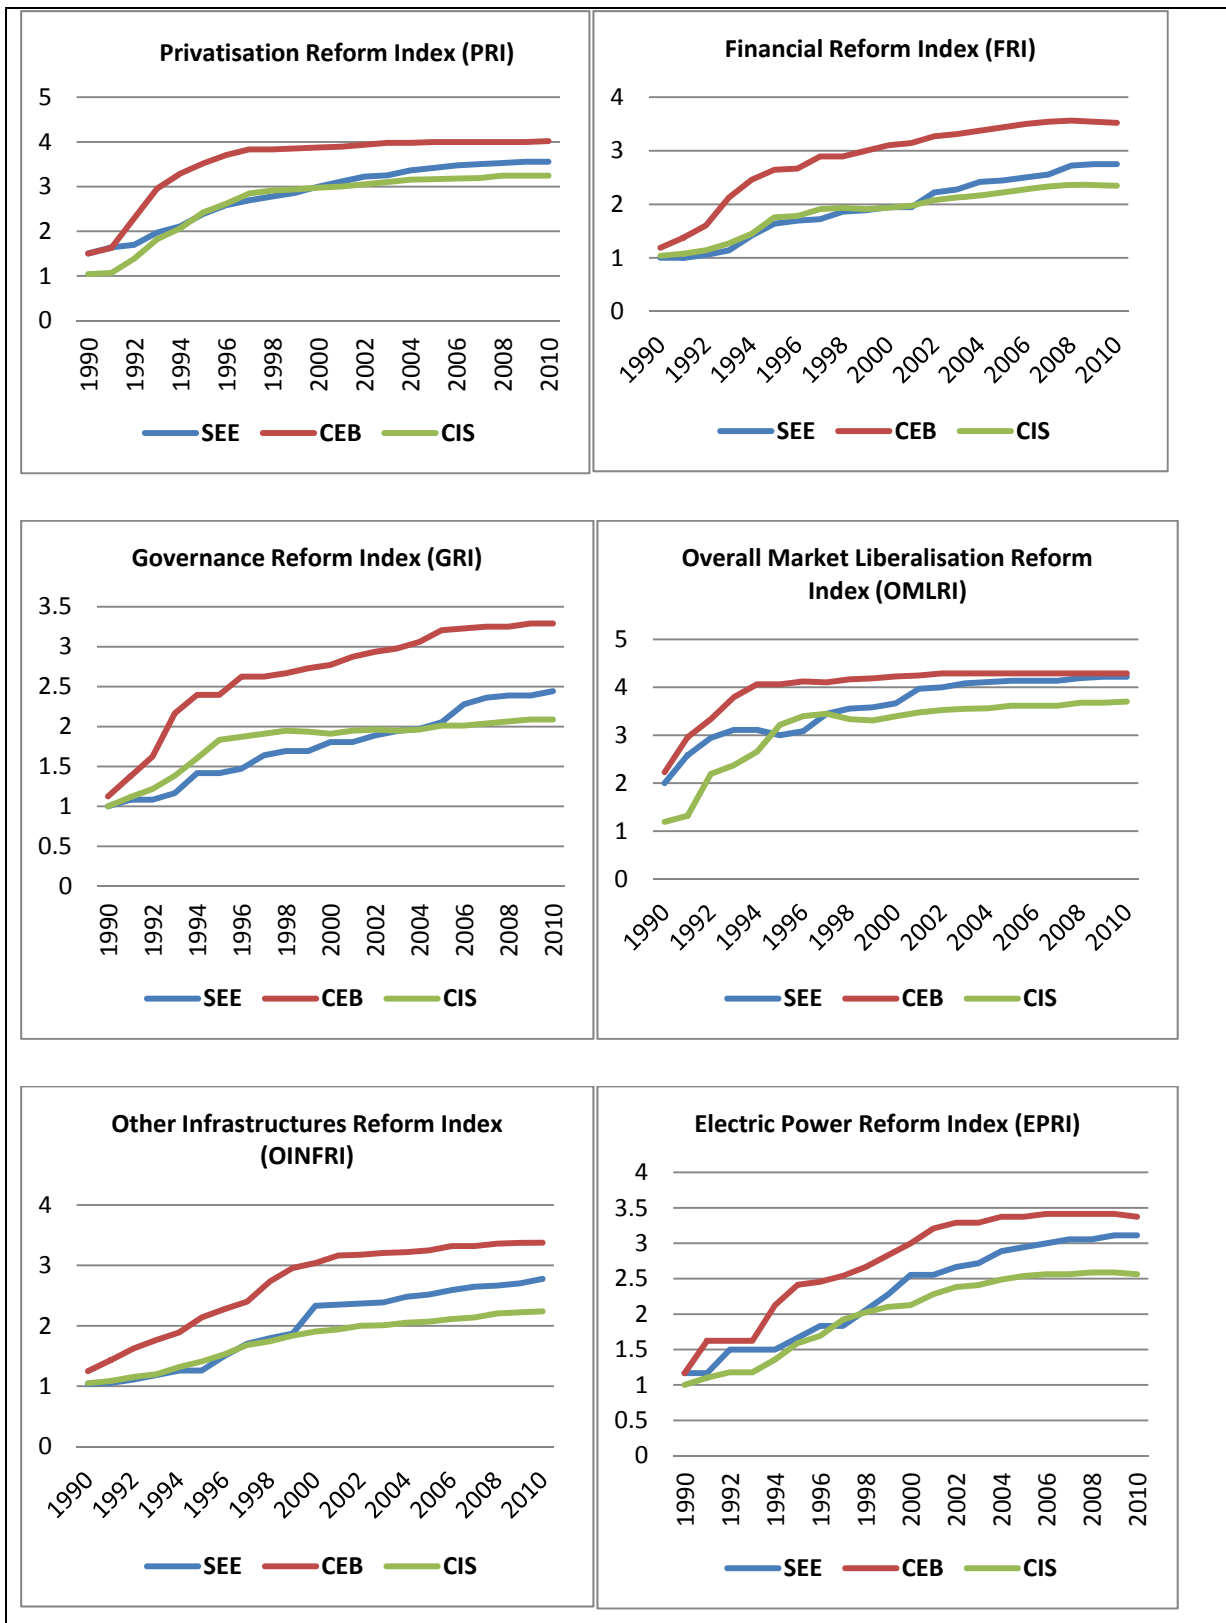 Privatisation Reform Index (PRI)
5
4
3
2
1
0
1990 1992 1994 1996 1998 2000 2002 2004 2006 2008 2010
SEE CEB CIS
Financial Reform Index (FRI)
4
3
2
1
0
1990 1992 1994 1996 1998 2000 2002 2004 2006 2008 2010
SEE CEB CIS
Governance Reform Index (GRI)
3.5
3
2.5
2
1.5
1
0.5
0
1990 1992 1994 1996 1998 2000 2002 2004 2006 2008 2010
SEE CEB CIS
Overall Market Liberalisation Reform
Index (OMLRI)
5
4
3
2
1
0
1990 1992 1994 1996 1998 2000 2002 2004 2006 2008 2010
SEE CEB CIS
Other Infrastructures Reform Index
(OINFRI)
4
3
2
1
0
1990 1992 1994 1996 1998 2000 2002 2004 2006 2008 2010
SEE CEB CIS
Electric Power Reform Index (EPRI)
4
3.5
3
2.5
2
1.5
1
0.5
0
1990 1992 1994 1996 1998 2000 2002 2004 2006 2008 2010
SEE CEB CIS